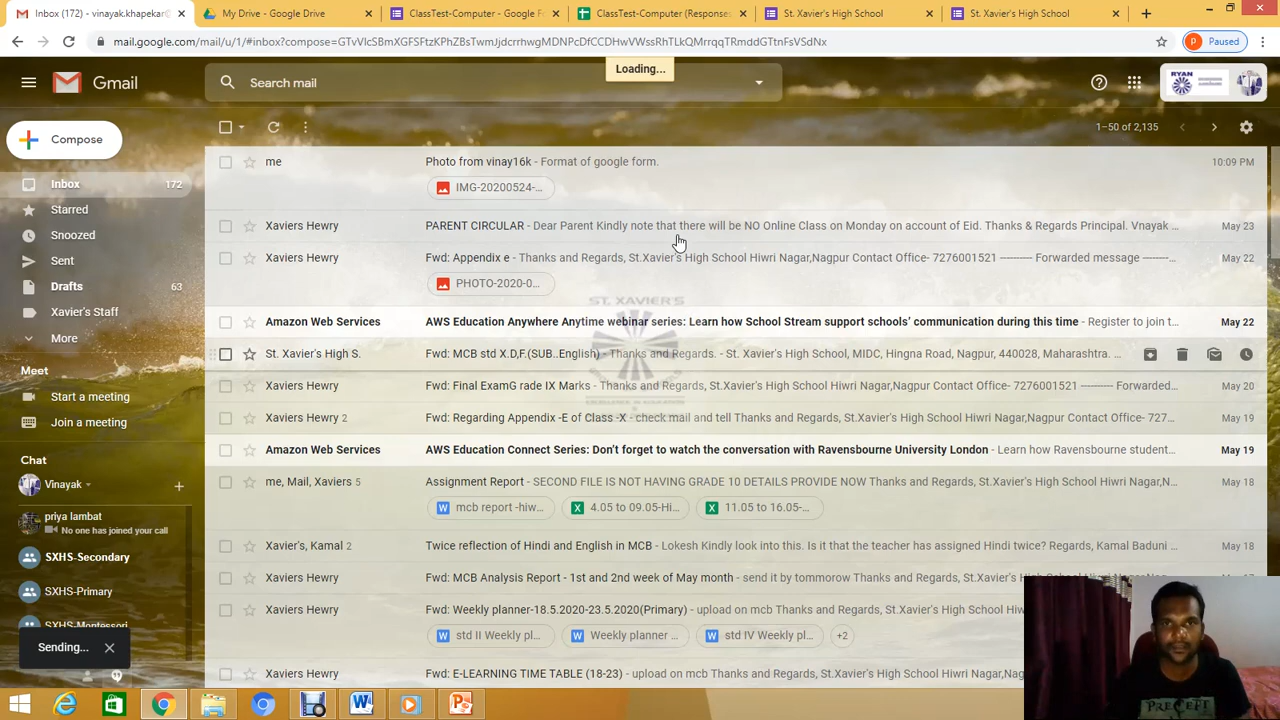 Inbox (172) - vinayak.khapekar
My Drive - Google Drive
ClassTest-Computer - Google F
ClassTest-Computer (Responses
St. Xavier's High School
St. Xavier's High School
mail.google.com/mail/u/1/#inbox?compose=GTvVlcSBmXGFSFtzKPhZBsTwmHzrrhwgMDNPcDfCCDHwVWssRhTLkQMrrqqTRmddGTtnFsVSdNx
P Paused
Loading...
Gmail
Search mail
RYAN
Compose
1–50 of 2,135
me Photo from vinay16k - Format of google form. 10:09 PM
IMG-20200524-...
Inbox 172
Starred
Xaviers Hewry PARENT CIRCULAR - Dear Parent Kindly note that there will be NO Online Class on Monday on account of Eid. Thanks & Regards Principal. Vnayak ... May 23
Snoozed
Xaviers Hewry Fwd: Appendix e - Thanks and Regards, St.Xavier's High School Hiwri Nagar,Nagpur Contact Office- 7276001521 ---------- Forwarded message ---------... May 22
Sent
PHOTO-2020-0...
Drafts 63
Xavier's Staff
ST. XAVIER'S
Amazon Web Services AWS Education Anywhere Anytime webinar series: Learn how School Stream support schools’ communication during this time - Register to join t... May 22
More
St. Xavier's High S. Fwd: MCB std X.D,F.(SUB..English) - Thanks and Regards. - St. Xavier's High School, MIDC, Hingna Road, Nagpur, 440028, Maharashtra. ...
Meet
Xaviers Hewry Fwd: Final ExamG rade IX Marks - Thanks and Regards, St.Xavier's High School Hiwri Nagar,Nagpur Contact Office- 7276001521 ---------- Forwarded... May 20
Start a meeting
Xaviers Hewry 2 Fwd: Regarding Appendix -E of Class -X - check mail and tell Thanks and Regards, St.Xavier's High School Hiwri Nagar,Nagpur Contact Office- 727... May 19
Join a meeting
Amazon Web Services AWS Education Connect Series: Don’t forget to watch the conversation with Ravensbourne University London - Learn how Ravensbourne student... May 19
Chat
Vinayak
me, Mail, Xaviers 5 Assignment Report - SECOND FILE IS NOT HAVING GRADE 10 DETAILS PROVIDE NOW Thanks and Regards, St.Xavier's High School Hiwri Nagar,N... May 18
mcb report -hiw... 4.05 to 09.05-Hi... 11.05 to 16.05-...
priya lambat
No one has joined your call
Xavier's, Kamal 2 Twice reflection of Hindi and English in MCB - Lokesh Kindly look into this. Is it that the teacher has assigned Hindi twice? Regards, Kamal Baduni ... May 18
SXHS-Secondary
Xaviers Hewry Fwd: MCB Analysis Report - 1st and 2nd week of May month - send it by tommorow Thanks and Regards, St.Xavier's High School Hiwri
SXHS-Primary
Xaviers Hewry Fwd: Weekly planner-18.5.2020-23.5.2020(Primary) - upload on mcb Thanks and Regards, St.Xavier's High School Hiwri
SXHS-Montessori
std II Weekly pl... Weekly planner ... std IV Weekly pl... +2
Sending...
Xaviers Hewry Fwd: E-LEARNING TIME TABLE (18-23) - upload on mcb Thanks and Regards, St.Xavier's High School Hiwri Nagar,Nag
PRECEPT